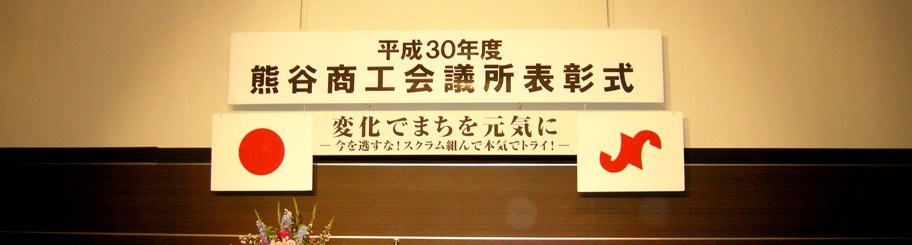 平成30年度
熊谷商工会議所表彰式
変化でまちを元気に
―今を逃すな!スクラム組んで本気でトライ!―